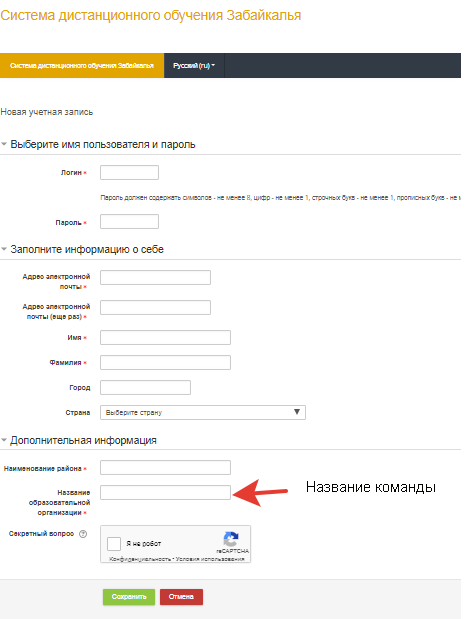 Система дистанционного обучения Забайкалья
Система дистанционного обучения Забайкалья Русский (ru)
Новая учетная запись
Выберите имя пользователя и пароль
Логин *
Пароль должен содержать символов - не менее 8, цифр - не менее 1, строчных букв - не менее 1, прописных букв - не м
Пароль *
Заполните информацию о себе
Адрес электронной
почты *
Адрес электронной
почты (еще раз) *
Имя *
Фамилия *
Город
Страна Выберите страну
Дополнительная информация
Наименование района *
Название
образовательной
организации *
Название команды
Секретный вопрос ?
Я не робот
reCAPTCHA
Конфиденциальность - Условия использования
Сохранить Отмена